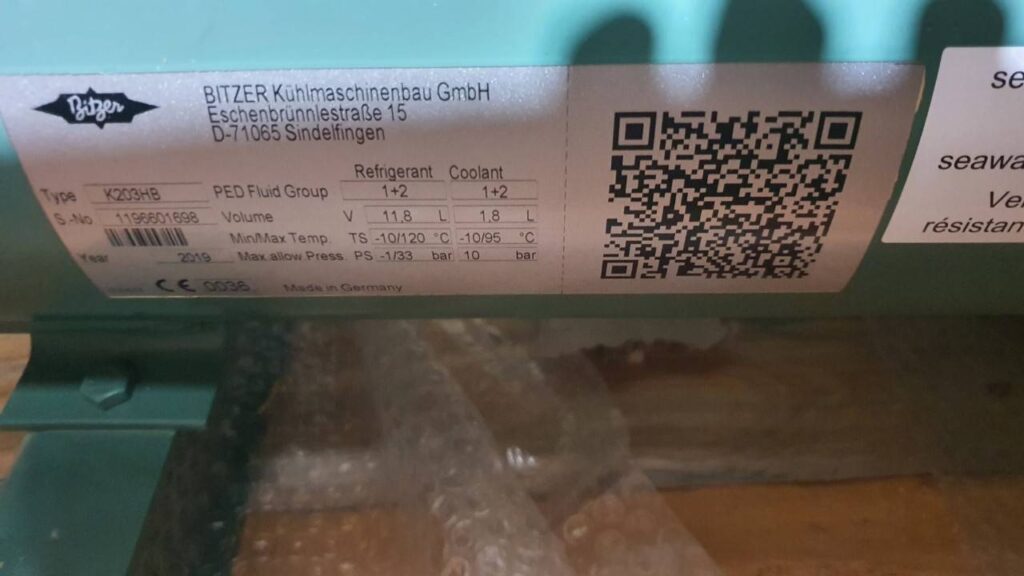 Bitzer
BITZER Kühlmaschinenbau GmbH
Eschenbrünnlestraße 15
D-71065 Sindelfingen
Refrigerant Coolant
Type K203HB PED Fluid Group 1+2 1+2
S.-No 1196601698 Volume V 11,8 L 1,8 L
Min/Max Temp. TS -10/120 °C -10/95 °C
Year 2019 Max.allow.Press. PS -1/33 bar 10 bar
CE 0036 Made in Germany
se
seawa
Ve
résistan